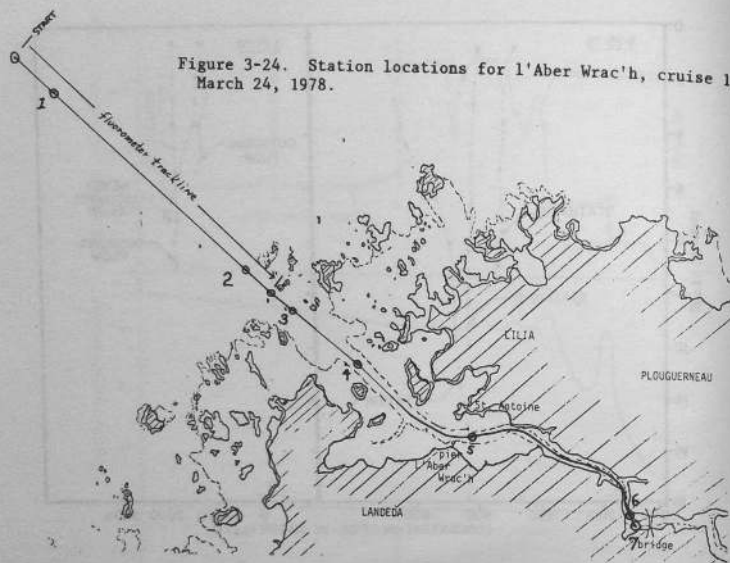 START
Figure 3-24. Station locations for l'Aber Wrac'h, cruise 1
March 24, 1978.
1
fluorometer trackline
2
3
LILIA
4
PLOUGUERNEAU
St. Antoine
5
pier
l'Aber
Wrac'h
LANDEDA
6
7
bridge